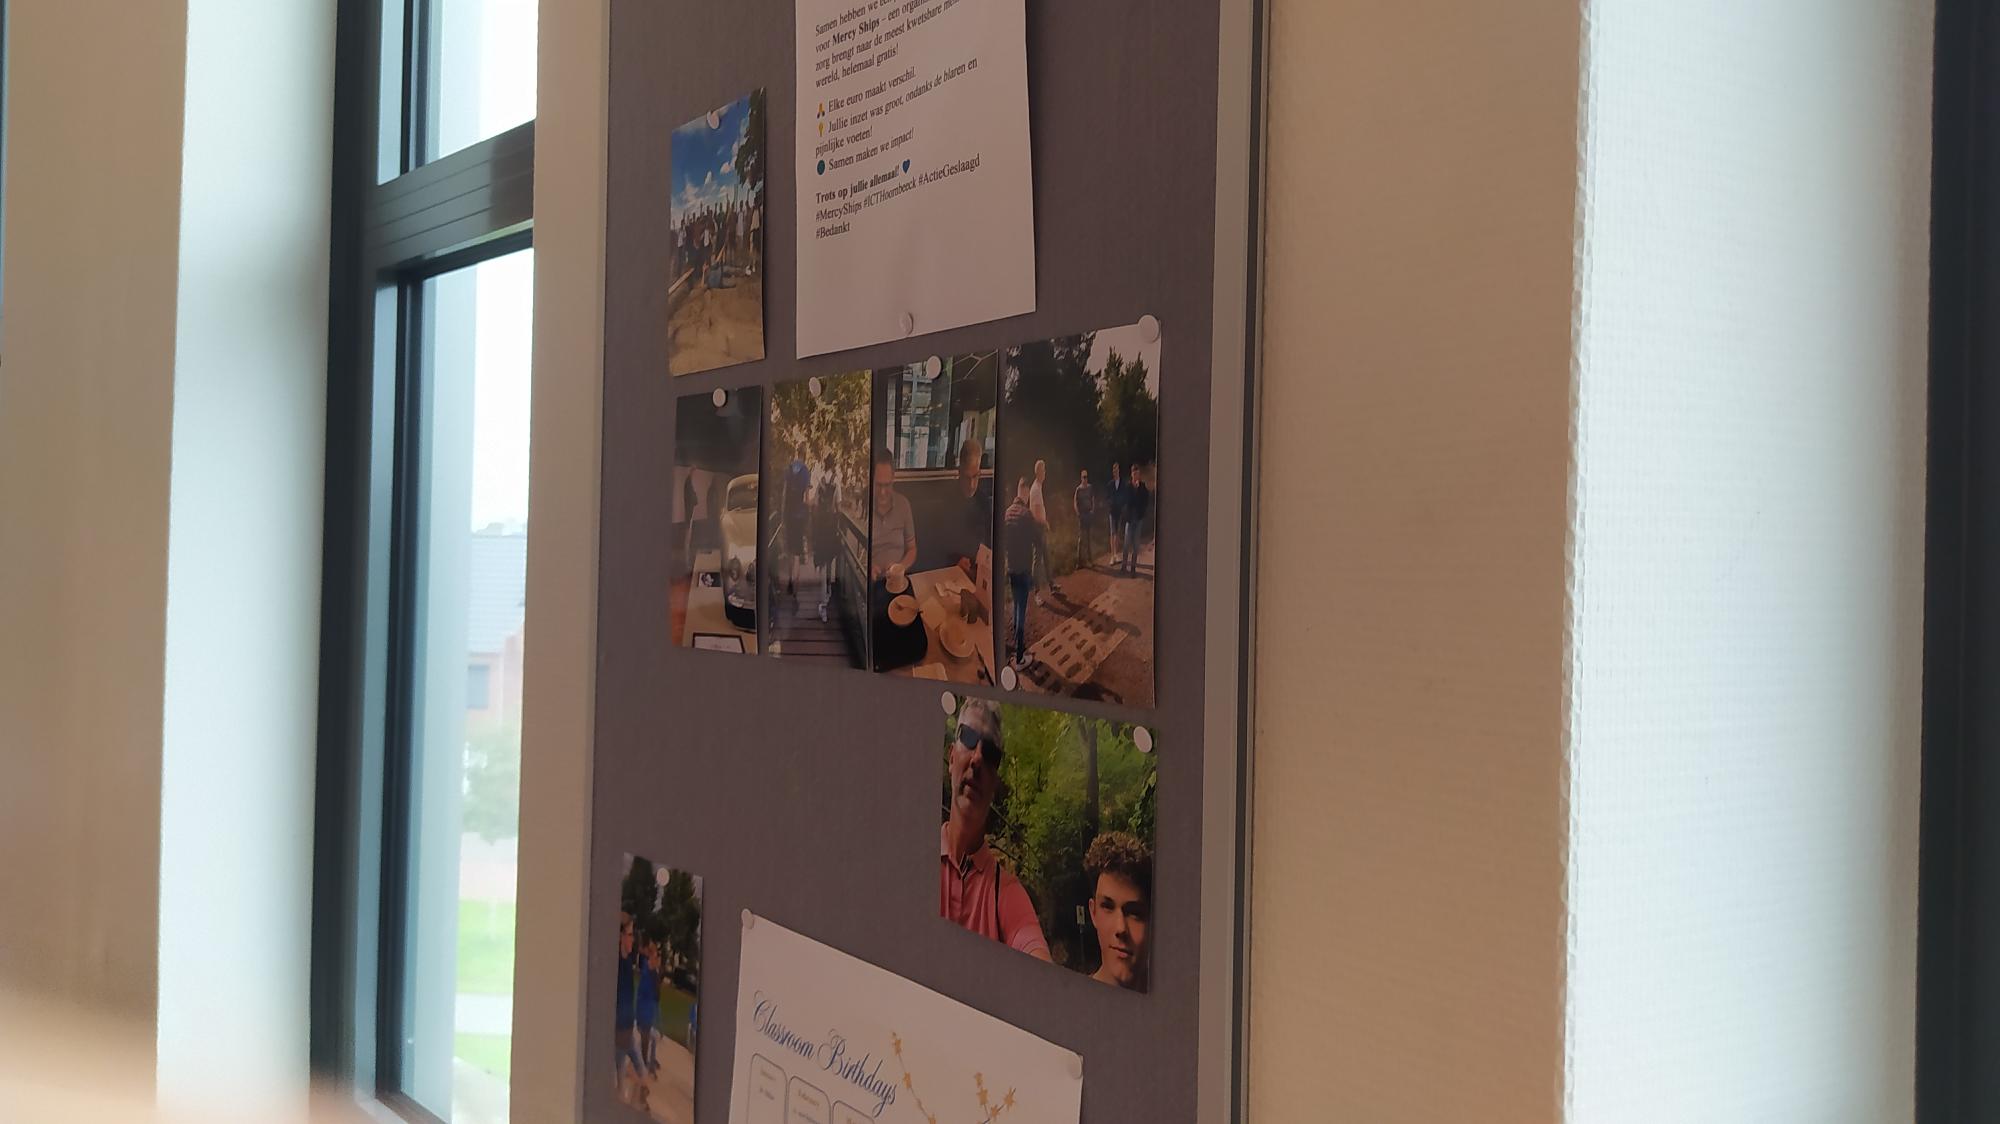 Samen hebben we een
voor Mercy Ships – een
zorg brengt naar de meest kwetsbare
wereld, helemaal gratis!
Elke euro maakt verschil.
Jullie inzet was groot, ondanks de blaren en
pijnlijke voeten!
Samen maken we impact!
Trots op jullie allemaal!
#MercyShips #ICTHoornbeeck #ActieGeslaagd
#Bedankt
Classroom Birthdays